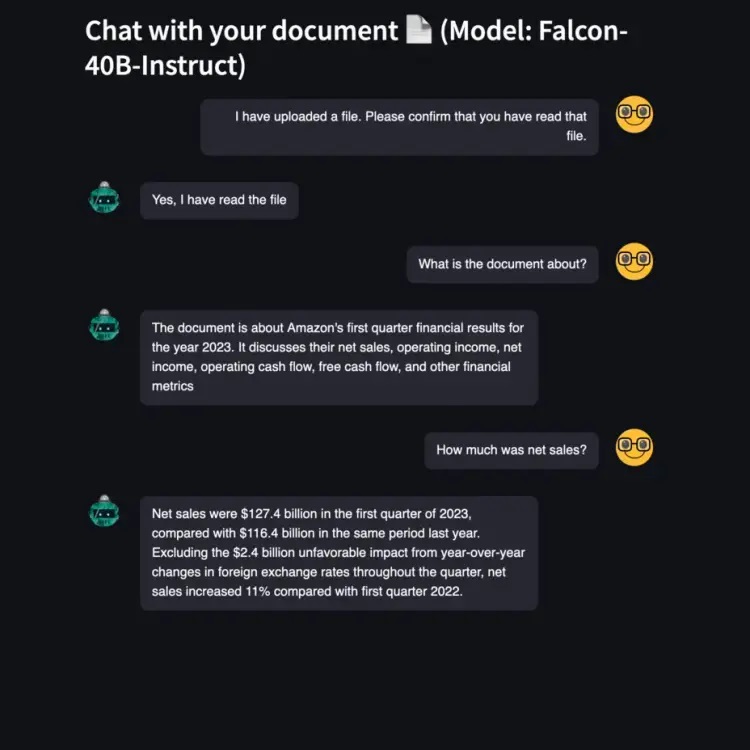 Chat with your document 📄 (Model: Falcon-
40B-Instruct)
I have uploaded a file. Please confirm that you have read that
file.
Yes, I have read the file
What is the document about?
The document is about Amazon's first quarter financial results for
the year 2023. It discusses their net sales, operating income, net
income, operating cash flow, free cash flow, and other financial
metrics
How much was net sales?
Net sales were $127.4 billion in the first quarter of 2023,
compared with $116.4 billion in the same period last year.
Excluding the $2.4 billion unfavorable impact from year-over-year
changes in foreign exchange rates throughout the quarter, net
sales increased 11% compared with first quarter 2022.